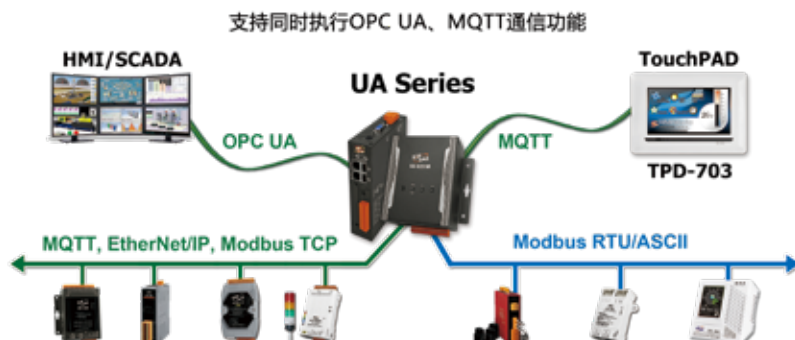 支持同时执行OPC UA、MQTT通信功能
HMI/SCADA
TouchPAD
UA Series
OPC UA
MQTT
TPD-703
MQTT, EtherNet/IP, Modbus TCP
Modbus RTU/ASCII